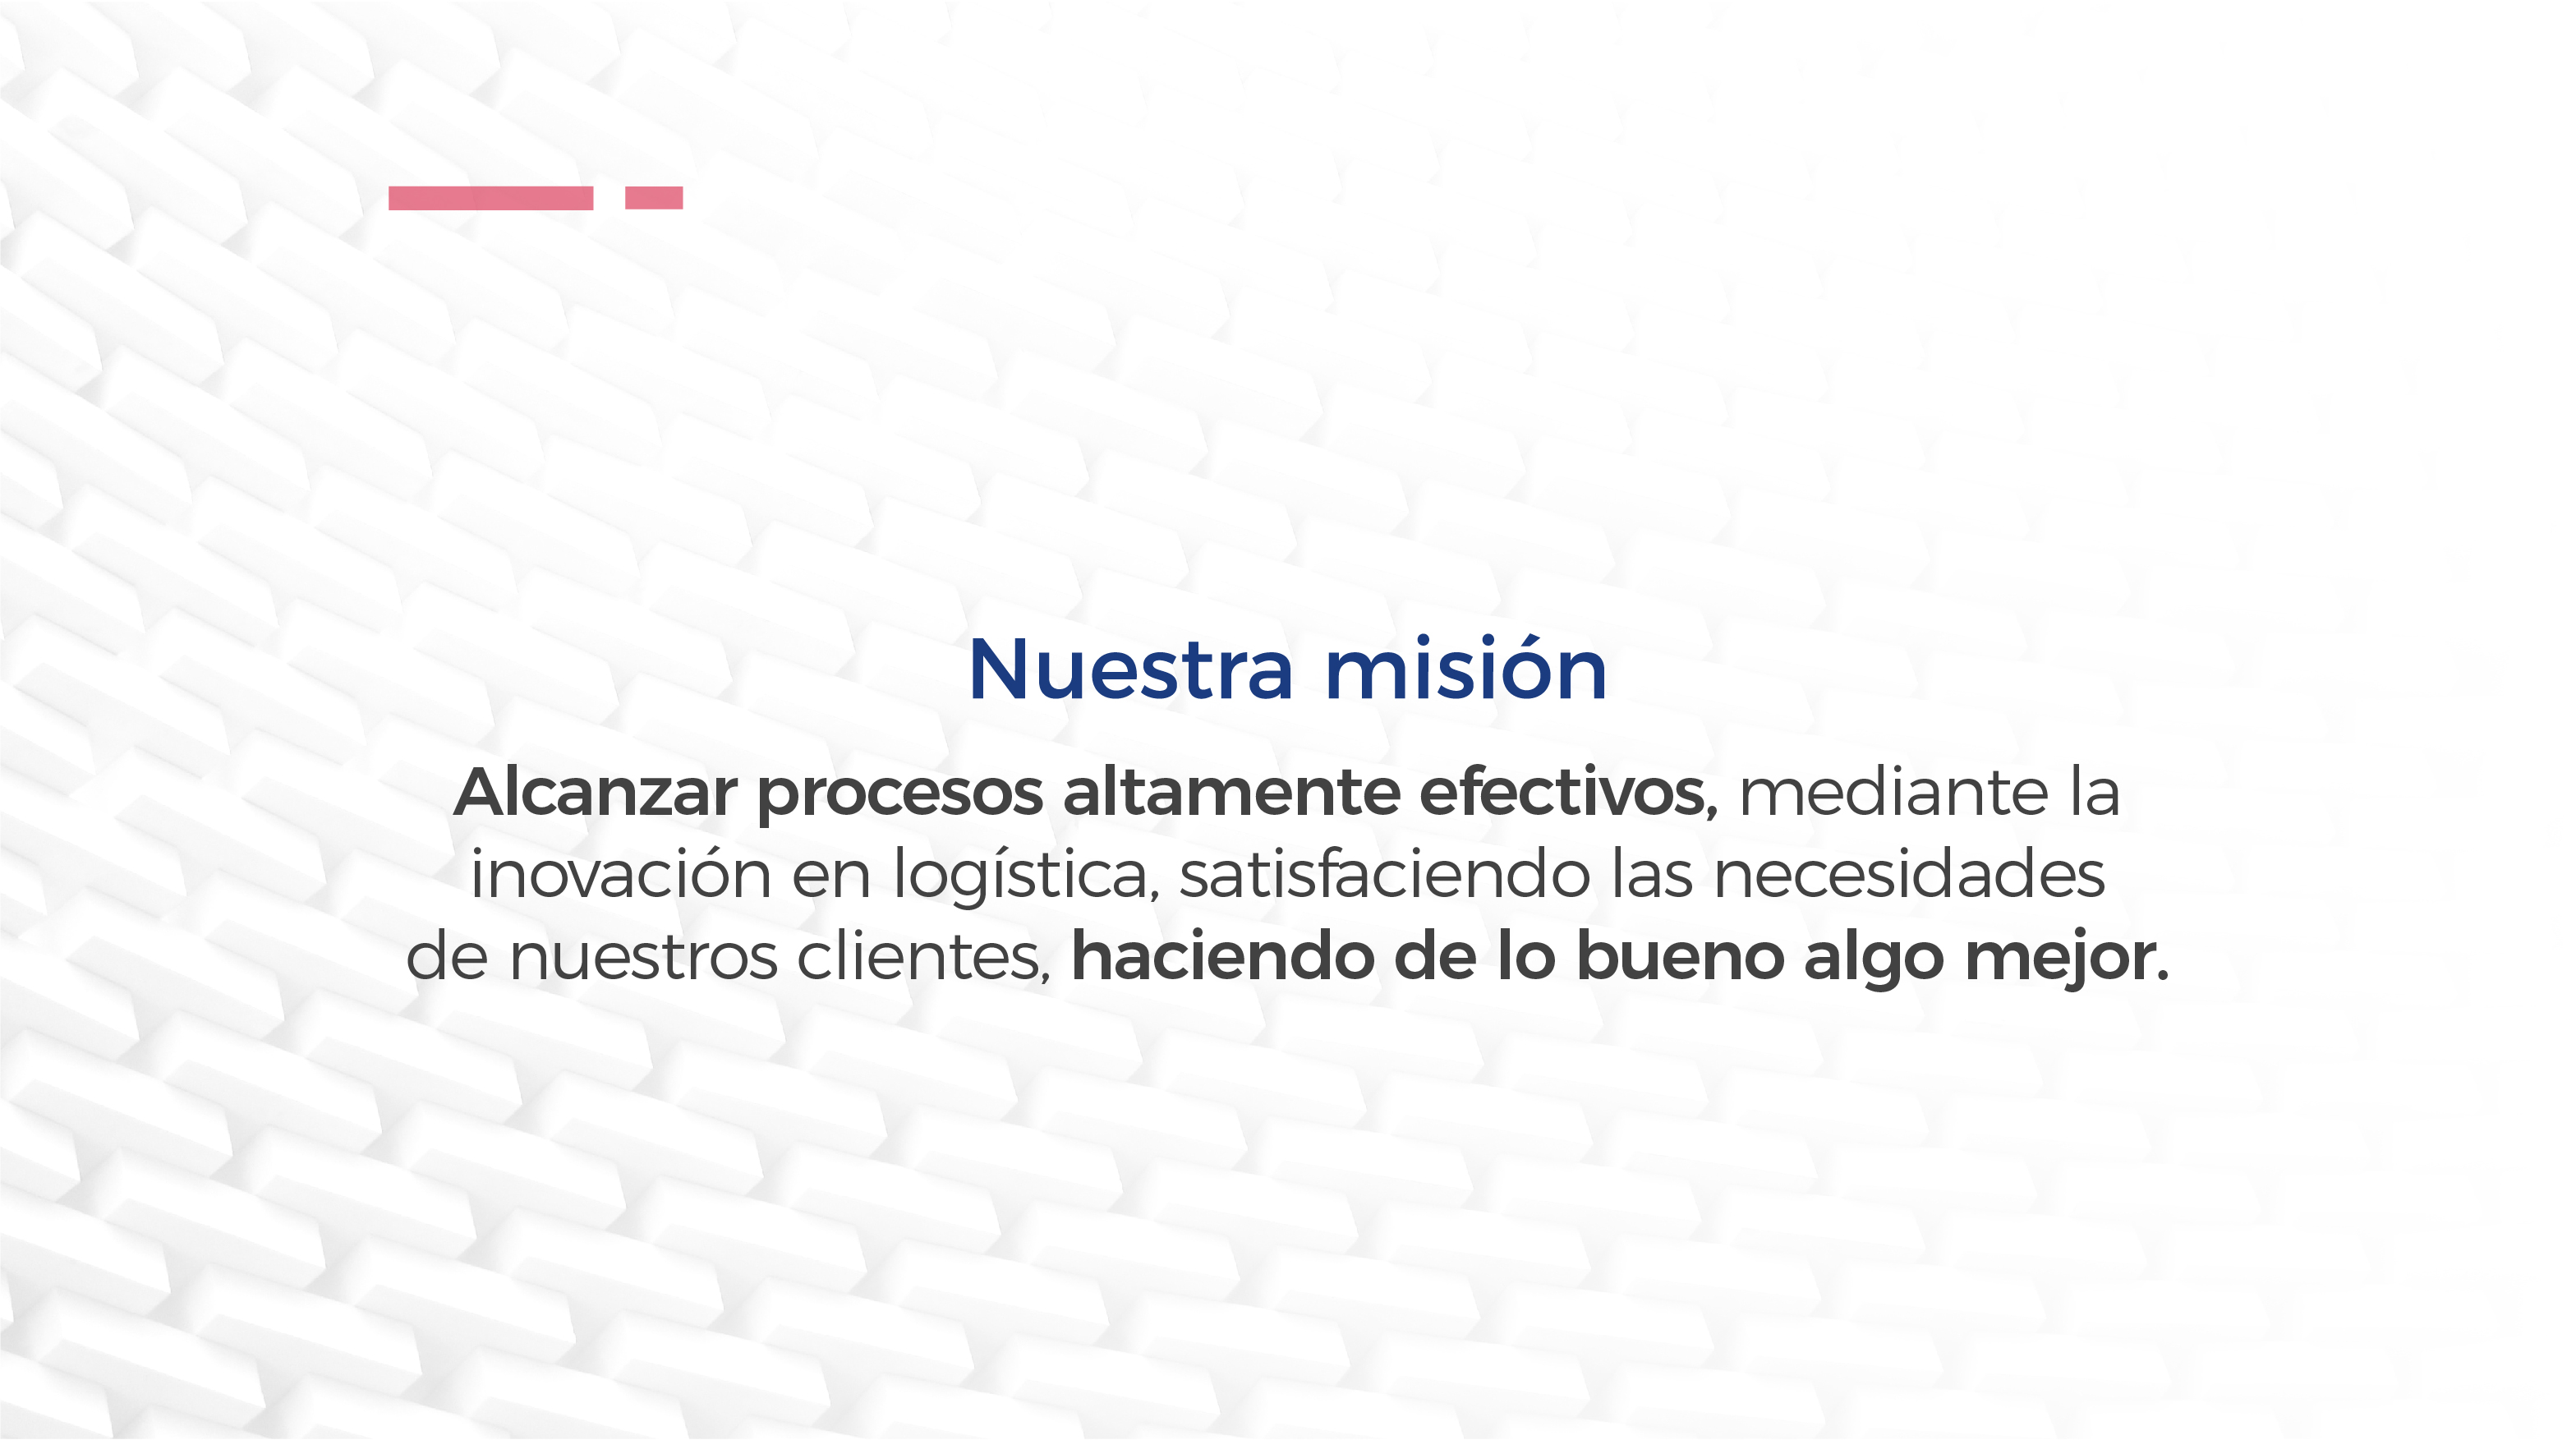 Nuestra misión
Alcanzar procesos altamente efectivos, mediante la
inovación en logística, satisfaciendo las necesidades
de nuestros clientes, haciendo de lo bueno algo mejor.